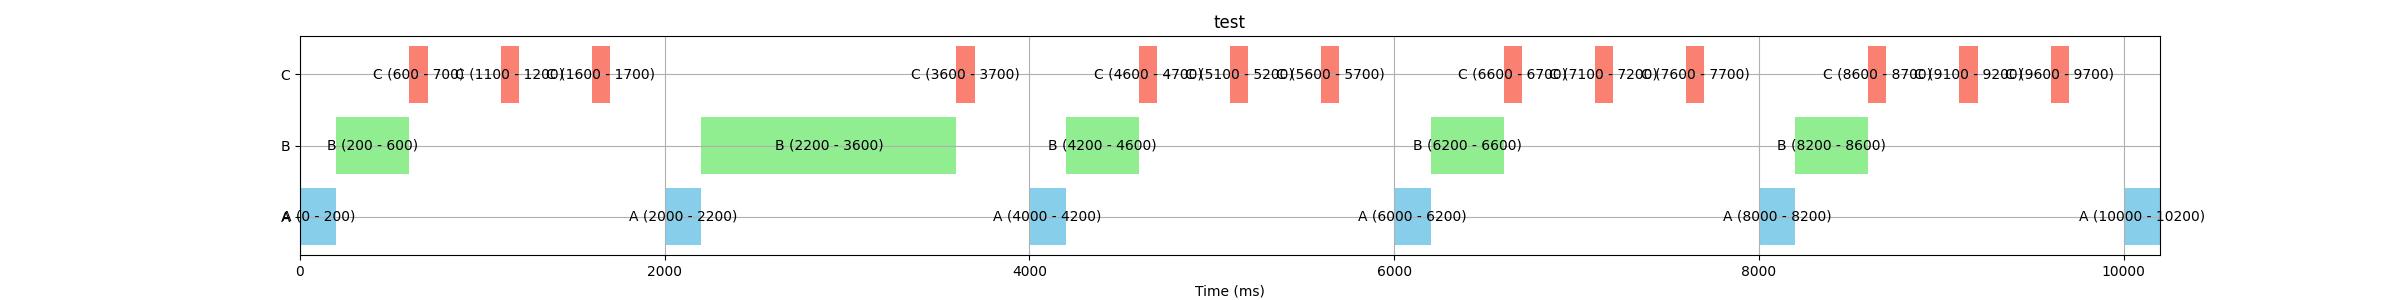 test
C
C (600 - 700)
C (1100 - 1200)
C (1600 - 1700)
C (3600 - 3700)
C (4600 - 4700)
C (5100 - 5200)
C (5600 - 5700)
C (6600 - 6700)
C (7100 - 7200)
C (7600 - 7700)
C (8600 - 8700)
C (9100 - 9200)
C (9600 - 9700)
B
B (200 - 600)
B (2200 - 3600)
B (4200 - 4600)
B (6200 - 6600)
B (8200 - 8600)
A
A (0 - 200)
A (2000 - 2200)
A (4000 - 4200)
A (6000 - 6200)
A (8000 - 8200)
A (10000 - 10200)
0
2000
4000
6000
8000
10000
Time (ms)